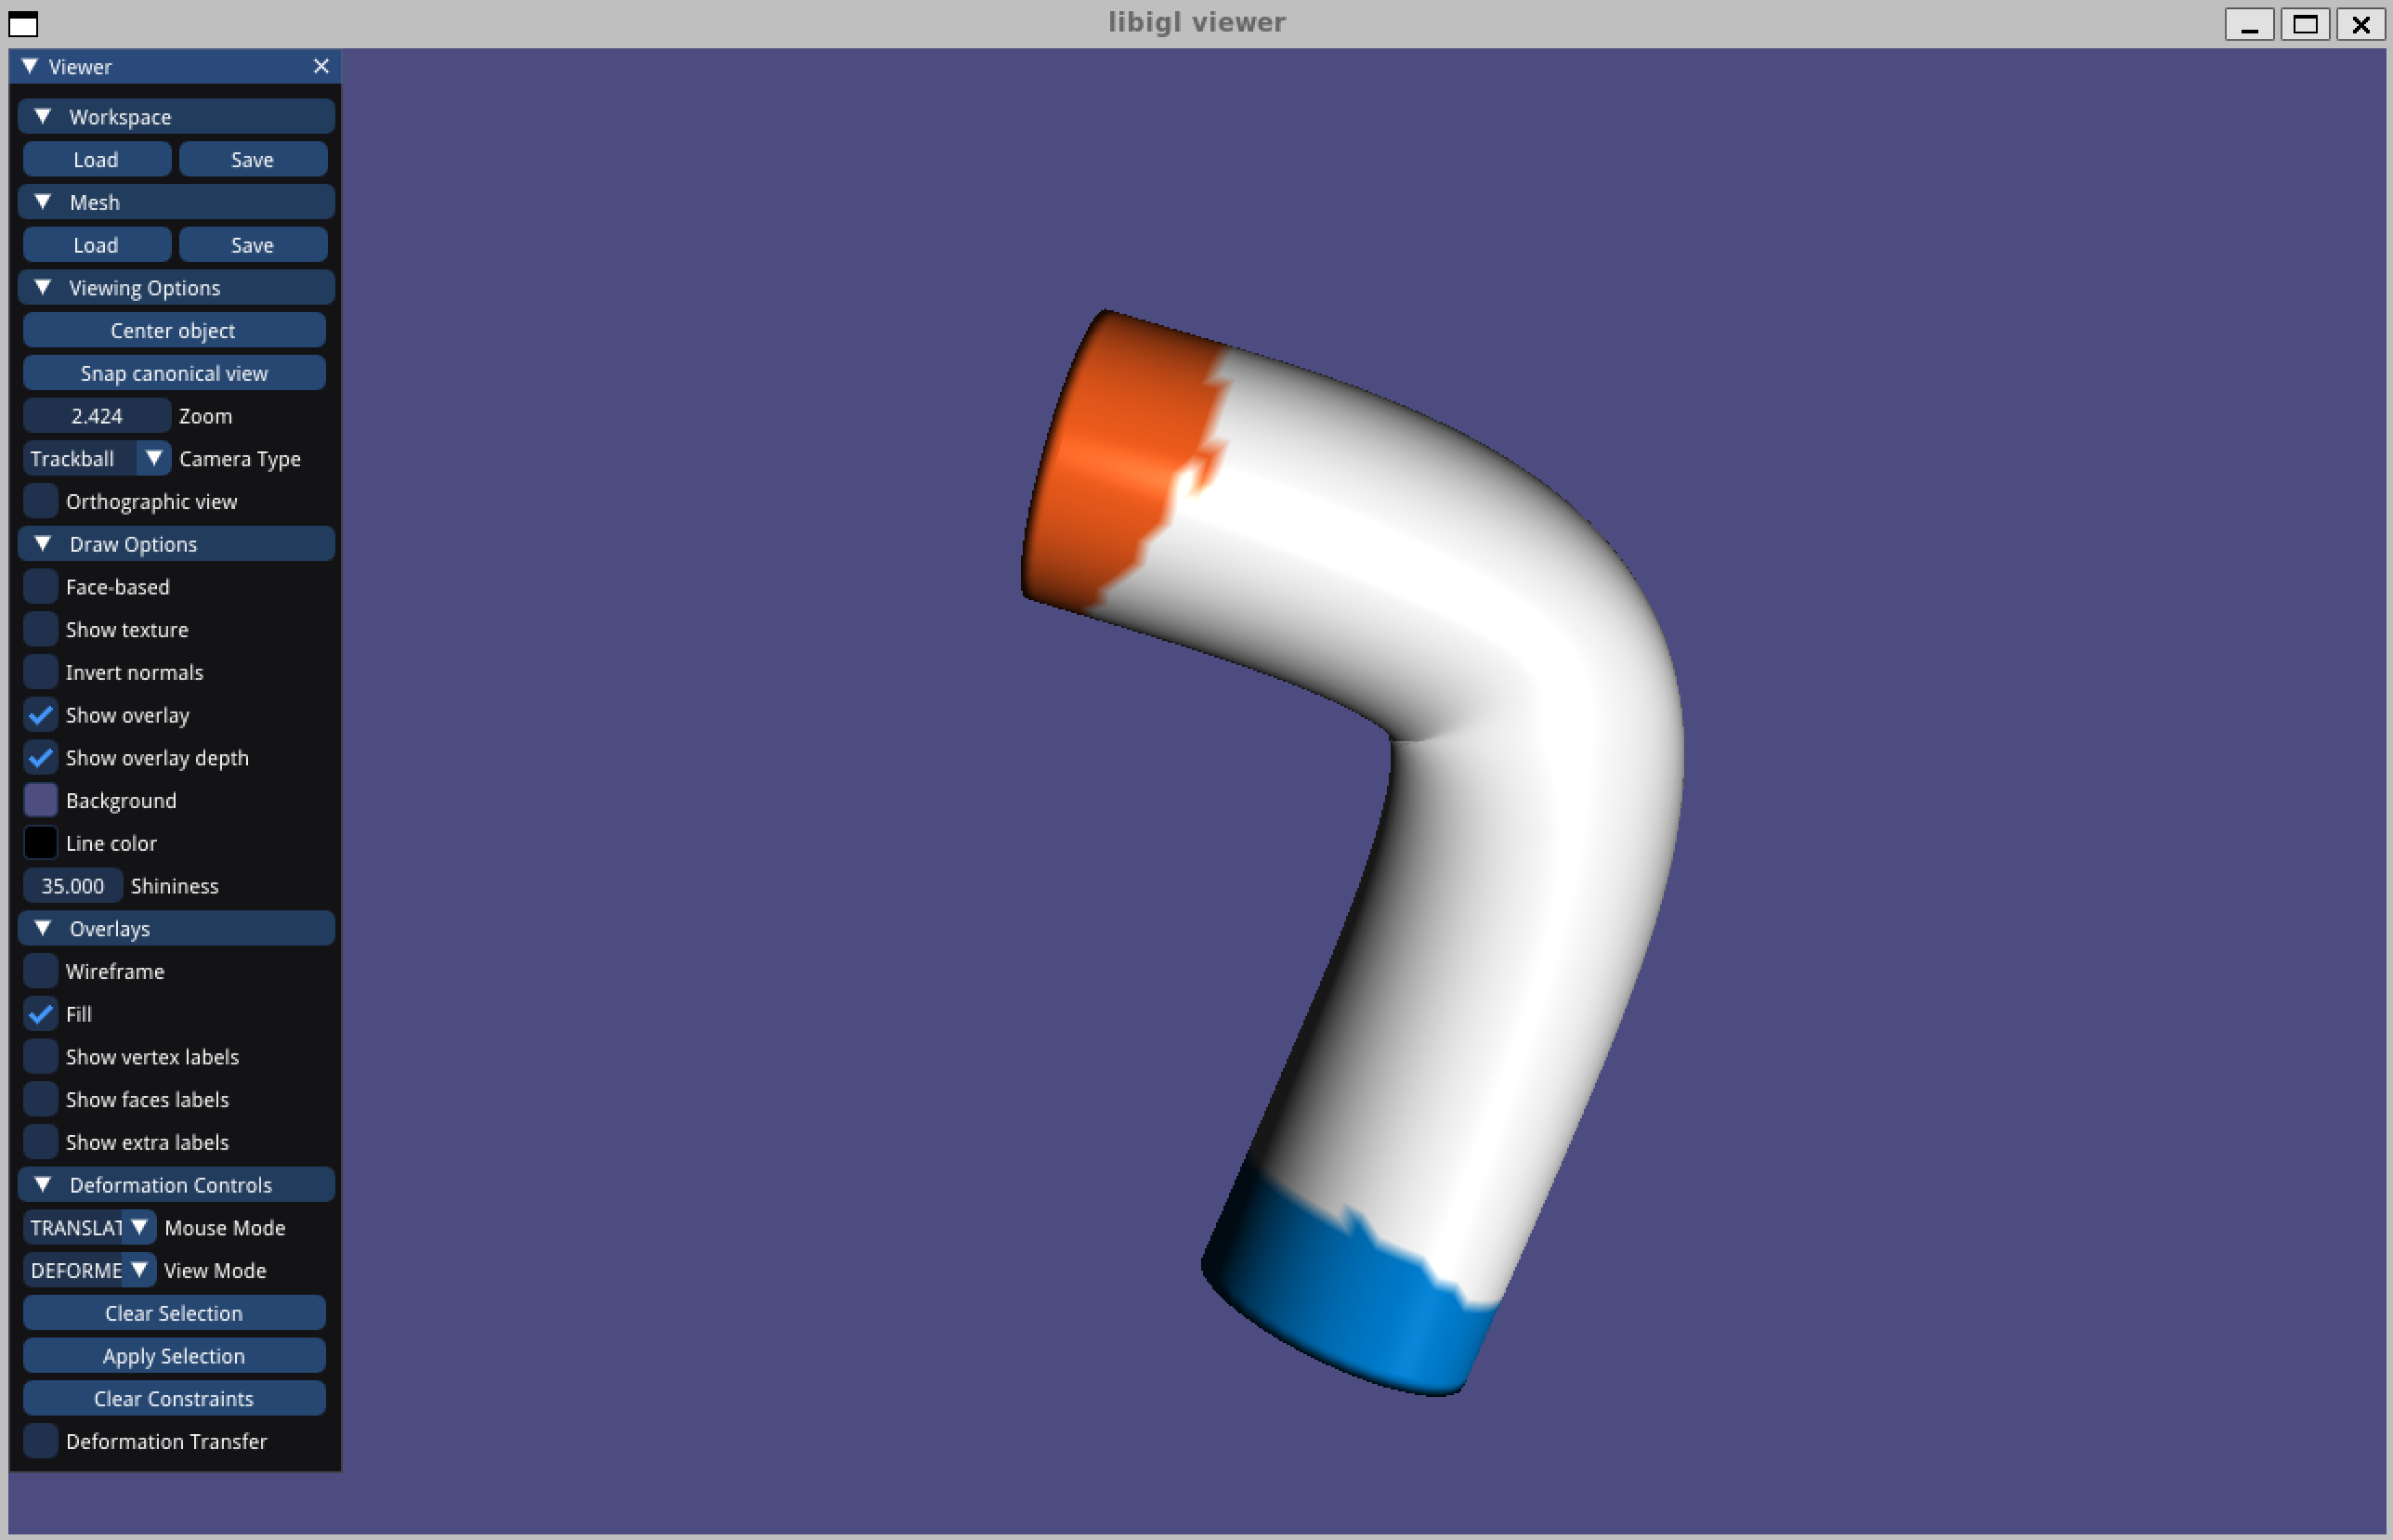 libigl viewer
Viewer
Workspace
Load Save
Mesh
Load Save
Viewing Options
Center object
Snap canonical view
2.424 Zoom
Trackball Camera Type
Orthographic view
Draw Options
Face-based
Show texture
Invert normals
Show overlay
Show overlay depth
Background
Line color
35.000 Shininess
Overlays
Wireframe
Fill
Show vertex labels
Show faces labels
Show extra labels
Deformation Controls
TRANSLAT Mouse Mode
DEFORME View Mode
Clear Selection
Apply Selection
Clear Constraints
Deformation Transfer